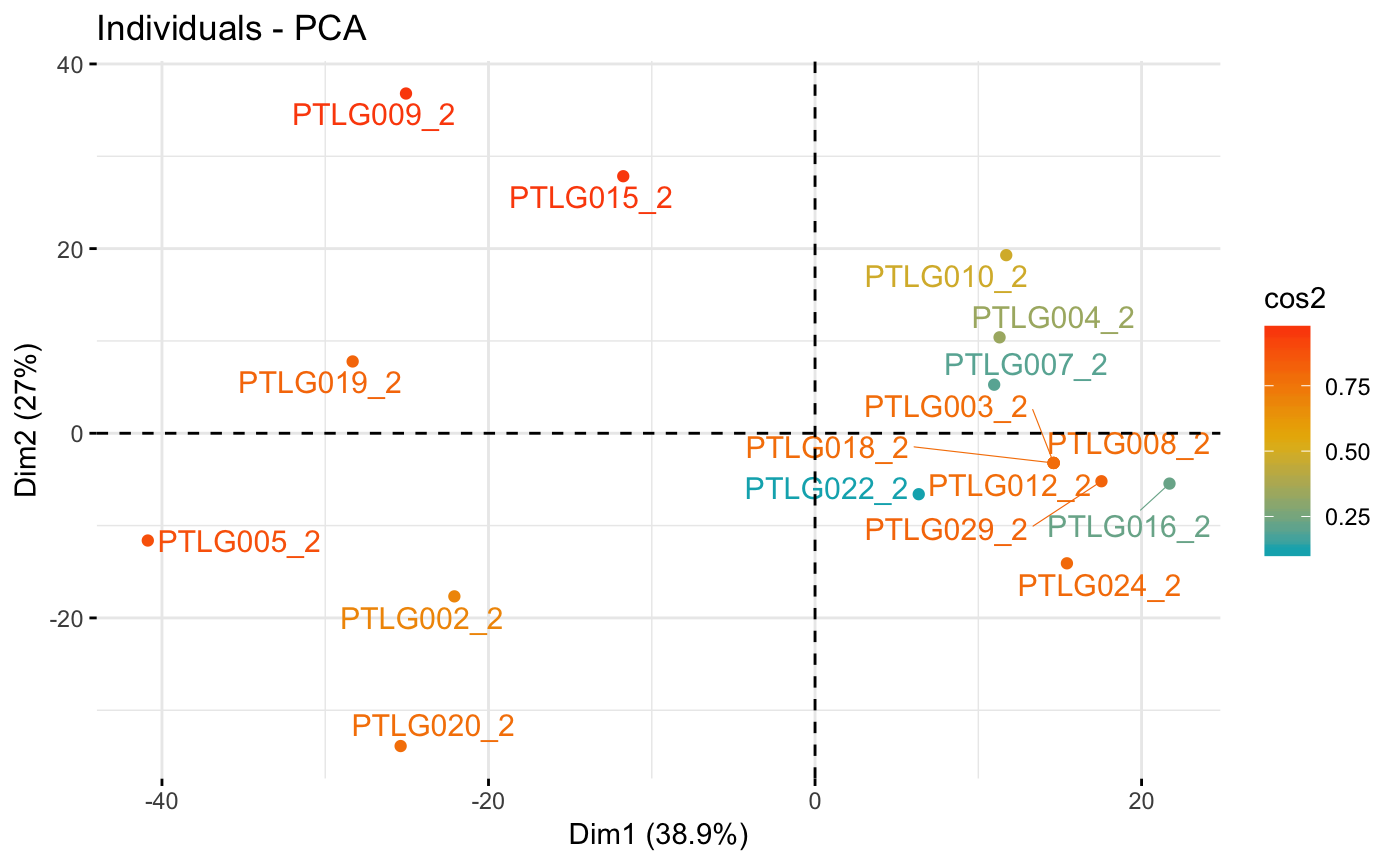 Individuals - PCA
40
20
0
-20
-40
-20
0
20
Dim1 (38.9%)
Dim2 (27%)
PTLG009_2
PTLG015_2
PTLG010_2
PTLG004_2
PTLG007_2
PTLG019_2
PTLG003_2
PTLG018_2
PTLG008_2
PTLG022_2
PTLG012_2
PTLG029_2
PTLG016_2
PTLG005_2
PTLG024_2
PTLG002_2
PTLG020_2
cos2
0.75
0.50
0.25